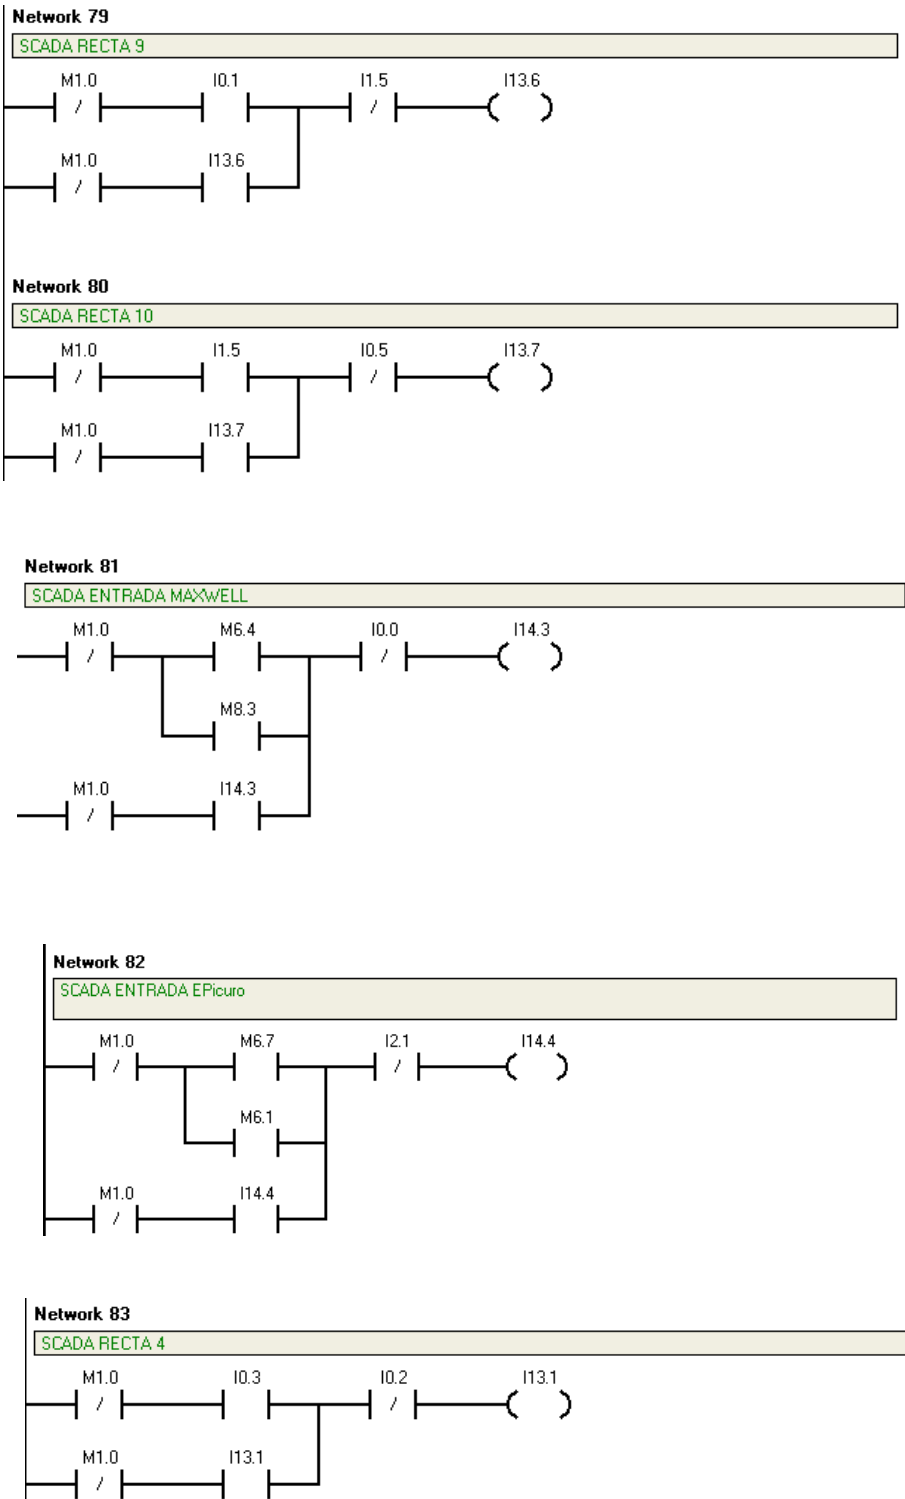 Network 79
SCADA RECTA 9
M1.0 I0.1 I1.5 I13.6
/ /
M1.0 I13.6
/
Network 80
SCADA RECTA 10
M1.0 I1.5 I0.5 I13.7
/ /
M1.0 I13.7
/
Network 81
SCADA ENTRADA MAXWELL
M1.0 M6.4 I0.0 I14.3
/ /
M8.3
M1.0 I14.3
/
Network 82
SCADA ENTRADA EPicuro
M1.0 M6.7 I2.1 I14.4
/ /
M6.1
M1.0 I14.4
/
Network 83
SCADA RECTA 4
M1.0 I0.3 I0.2 I13.1
/ /
M1.0 I13.1
/